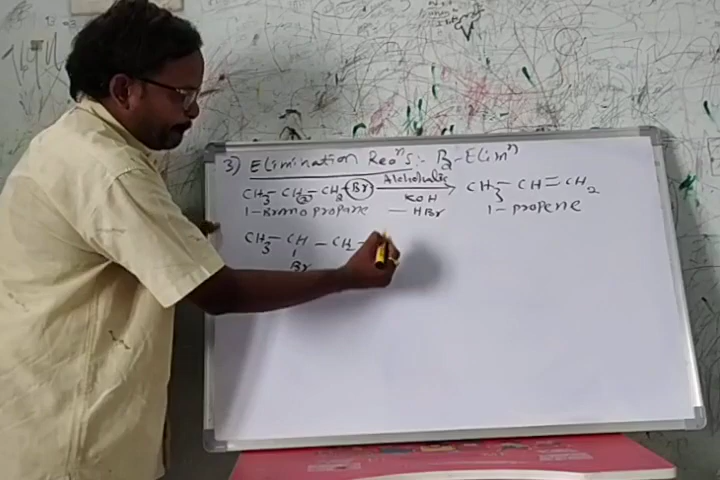 3) Elimination Reaⁿs:- β-Elimⁿ
CH₃-CH₂-CH₂-Br Alcoholic KOH → CH₃-CH=CH₂
1-Bromo propane - HBr 1-propene
CH₃-CH-CH₂-
Br